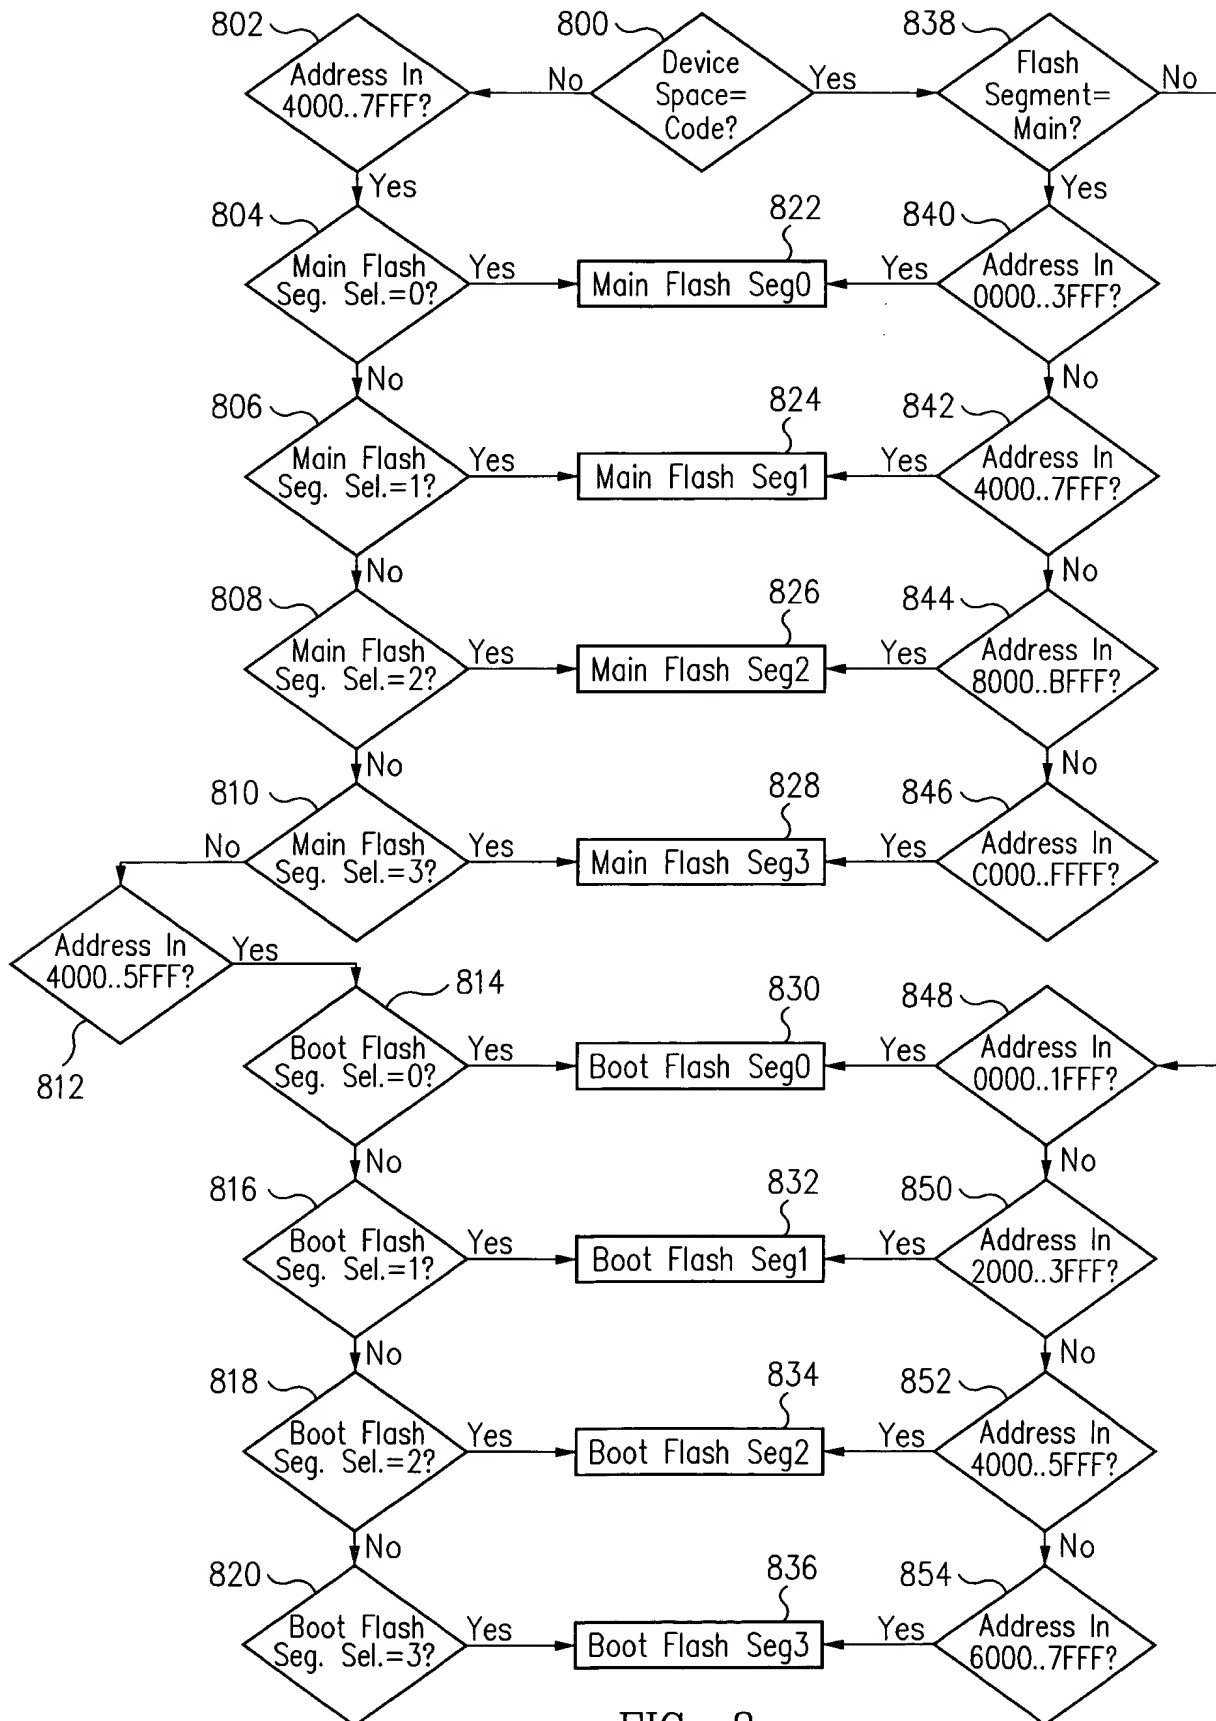 802
800
838
Address In
4000..7FFF?
No
Device
Space=
Code?
Yes
Flash
Segment=
Main?
No
Yes
Yes
804
822
840
Main Flash
Seg. Sel.=0?
Yes
Main Flash Seg0
Yes
Address In
0000..3FFF?
No
No
806
824
842
Main Flash
Seg. Sel.=1?
Yes
Main Flash Seg1
Yes
Address In
4000..7FFF?
No
No
808
826
844
Main Flash
Seg. Sel.=2?
Yes
Main Flash Seg2
Yes
Address In
8000..BFFF?
No
No
810
828
846
No
Main Flash
Seg. Sel.=3?
Yes
Main Flash Seg3
Yes
Address In
C000..FFFF?
Address In
4000..5FFF?
Yes
812
814
830
848
Boot Flash
Seg. Sel.=0?
Yes
Boot Flash Seg0
Yes
Address In
0000..1FFF?
No
No
816
832
850
Boot Flash
Seg. Sel.=1?
Yes
Boot Flash Seg1
Yes
Address In
2000..3FFF?
No
No
818
834
852
Boot Flash
Seg. Sel.=2?
Yes
Boot Flash Seg2
Yes
Address In
4000..5FFF?
No
No
820
836
854
Boot Flash
Seg. Sel.=3?
Yes
Boot Flash Seg3
Yes
Address In
6000..7FFF?